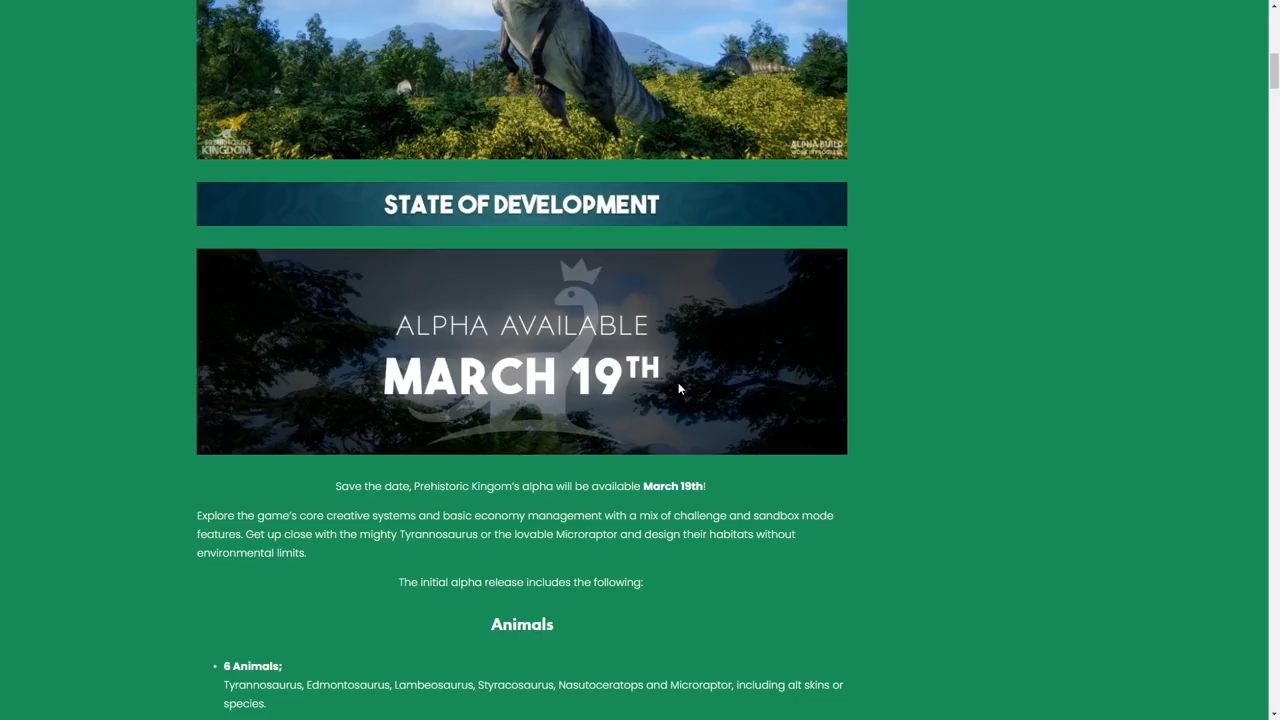 KINGDOM
ALPHA BUILD
STATE OF DEVELOPMENT
ALPHA AVAILABLE
MARCH 19TH
Save the date, Prehistoric Kingom’s alpha will be available March 19th!
Explore the game’s core creative systems and basic economy management with a mix of challenge and sandbox mode
features. Get up close with the mighty Tyrannosaurus or the lovable Microraptor and design their habitats without
environmental limits.
The initial alpha release includes the following:
Animals
• 6 Animals;
Tyrannosaurus, Edmontosaurus, Lambeosaurus, Styracosaurus, Nasutoceratops and Microraptor, including alt skins or
species.